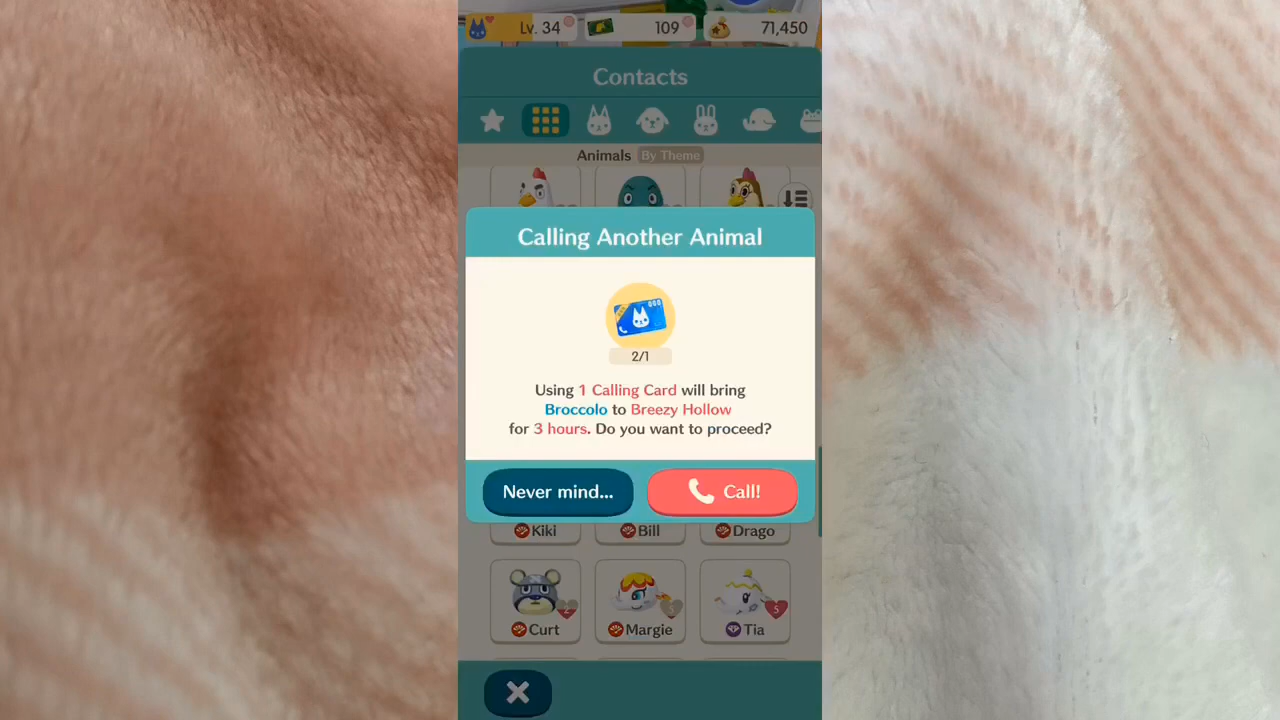 Lv. 34
109
71,450
Contacts
Animals By Theme
Calling Another Animal
2/1
Using 1 Calling Card will bring
Broccolo to Breezy Hollow
for 3 hours. Do you want to proceed?
Never mind...
Call!
Kiki
Bill
Drago
2
5
Curt
Margie
Tia